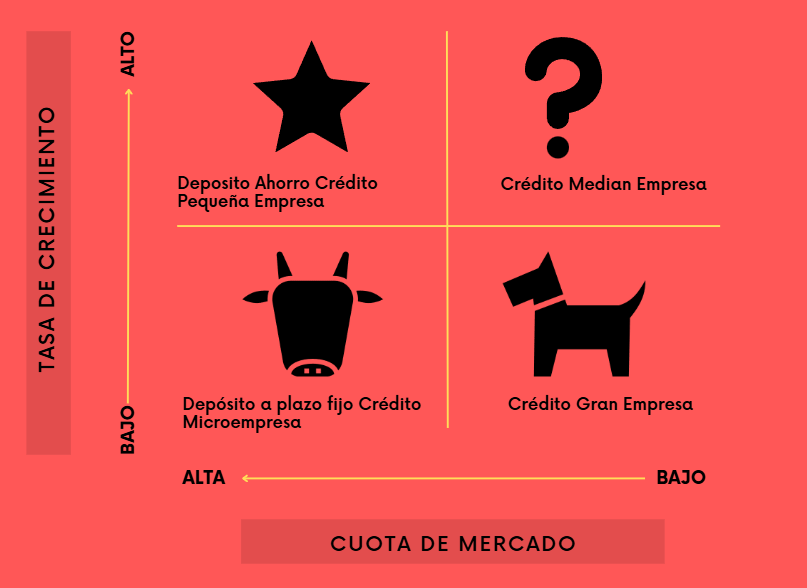 ALTO
TASA DE CRECIMIENTO
BAJO
Deposito Ahorro Crédito
Pequeña Empresa
Crédito Median Empresa
Depósito a plazo fijo Crédito
Microempresa
Crédito Gran Empresa
ALTA
BAJO
CUOTA DE MERCADO